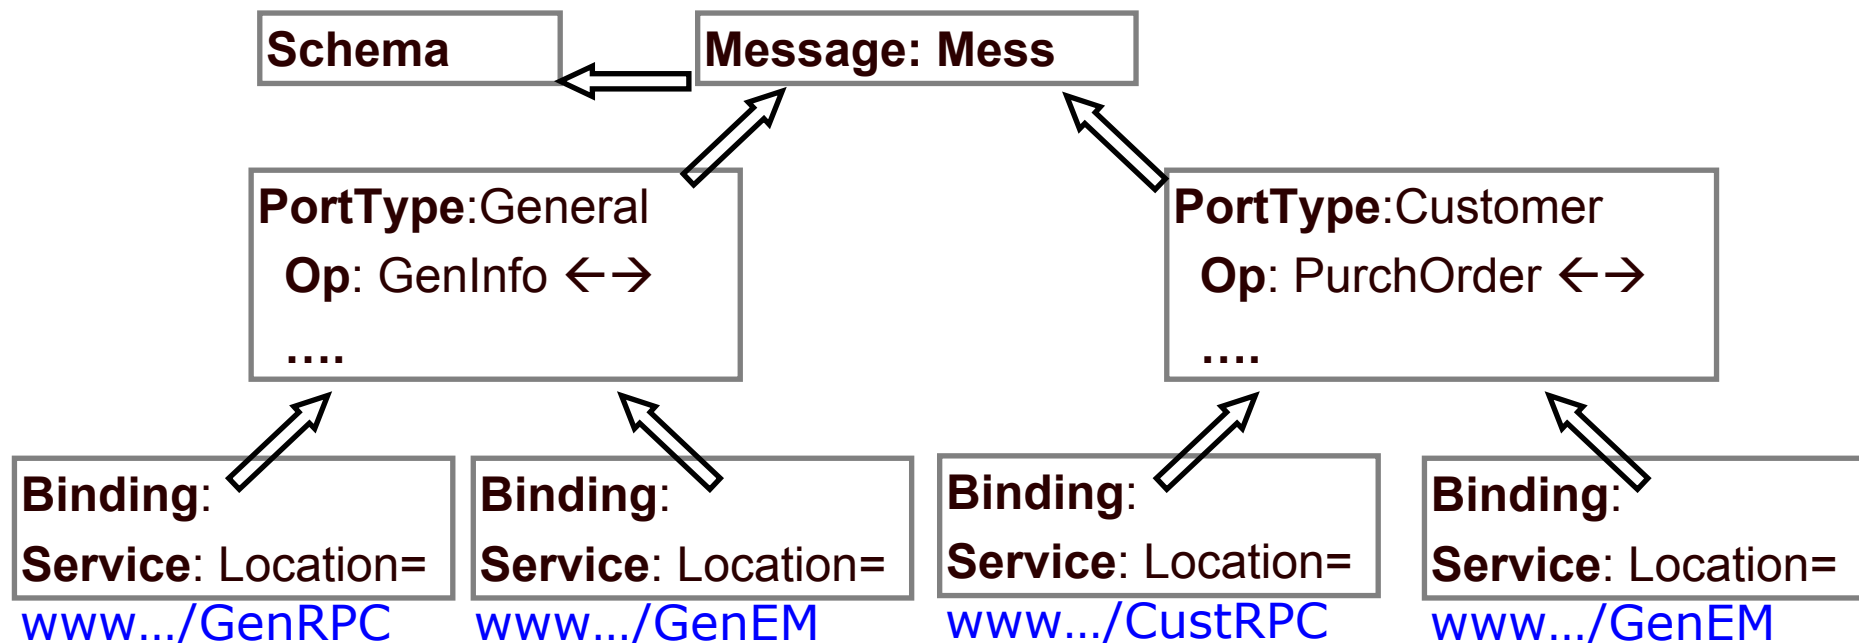 Schema
Message: Mess
PortType:General
Op: GenInfo ←→
....
PortType:Customer
Op: PurchOrder ←→
....
Binding:
Service: Location=
www.../GenRPC
Binding:
Service: Location=
www.../GenEM
Binding:
Service: Location=
www.../CustRPC
Binding:
Service: Location=
www.../GenEM